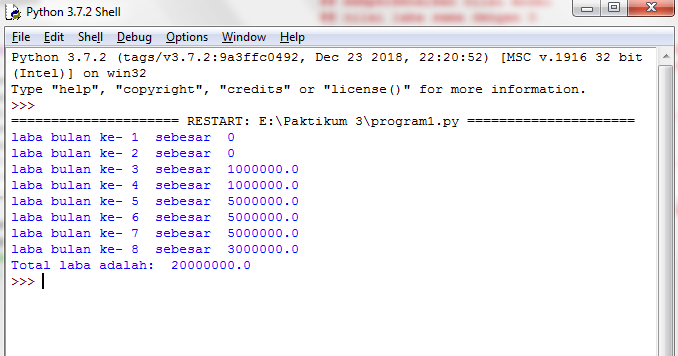 Python 3.7.2 Shell
File Edit Shell Debug Options Window Help
Python 3.7.2 (tags/v3.7.2:9a3ffc0492, Dec 23 2018, 22:20:52) [MSC v.1916 32 bit
(Intel)] on win32
Type "help", "copyright", "credits" or "license()" for more information.
>>>
===================== RESTART: E:\Paktikum 3\program1.py =====================
laba bulan ke- 1  sebesar  0
laba bulan ke- 2  sebesar  0
laba bulan ke- 3  sebesar  1000000.0
laba bulan ke- 4  sebesar  1000000.0
laba bulan ke- 5  sebesar  5000000.0
laba bulan ke- 6  sebesar  5000000.0
laba bulan ke- 7  sebesar  5000000.0
laba bulan ke- 8  sebesar  3000000.0
Total laba adalah:  20000000.0
>>>